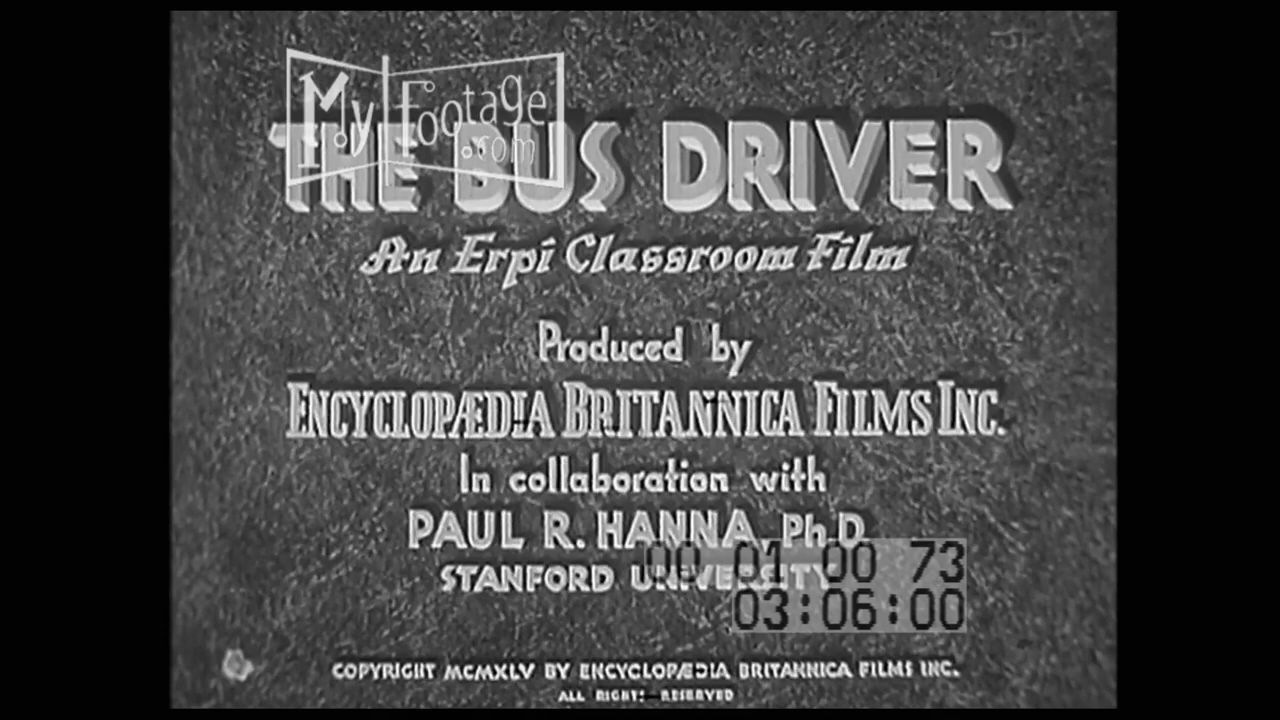 My Footage
.com
THE BUS DRIVER
An Erpi Classroom Film
Produced by
ENCYCLOPÆDIA BRITANNICA FILMS INC.
In collaboration with
PAUL R. HANNA, Ph.D.
STANFORD UNIVERSITY
00 01 00 73
03:06:00
COPYRIGHT MCMXLV BY ENCYCLOPÆDIA BRITANNICA FILMS INC.
ALL RIGHTS RESERVED